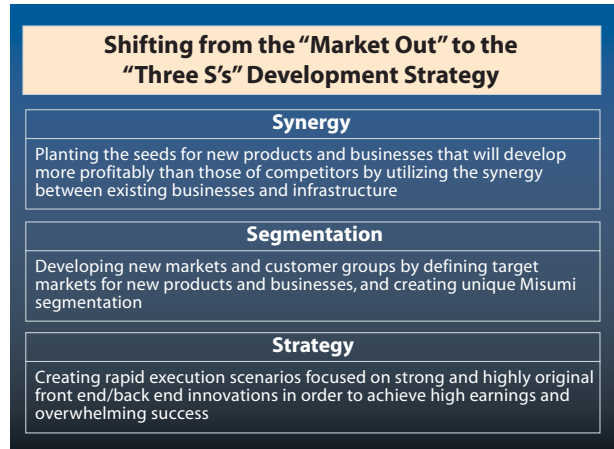 Shifting from the “Market Out” to the
“Three S’s” Development Strategy
Synergy
Planting the seeds for new products and businesses that will develop
more profitably than those of competitors by utilizing the synergy
between existing businesses and infrastructure
Segmentation
Developing new markets and customer groups by defining target
markets for new products and businesses, and creating unique Misumi
segmentation
Strategy
Creating rapid execution scenarios focused on strong and highly original
front end/back end innovations in order to achieve high earnings and
overwhelming success